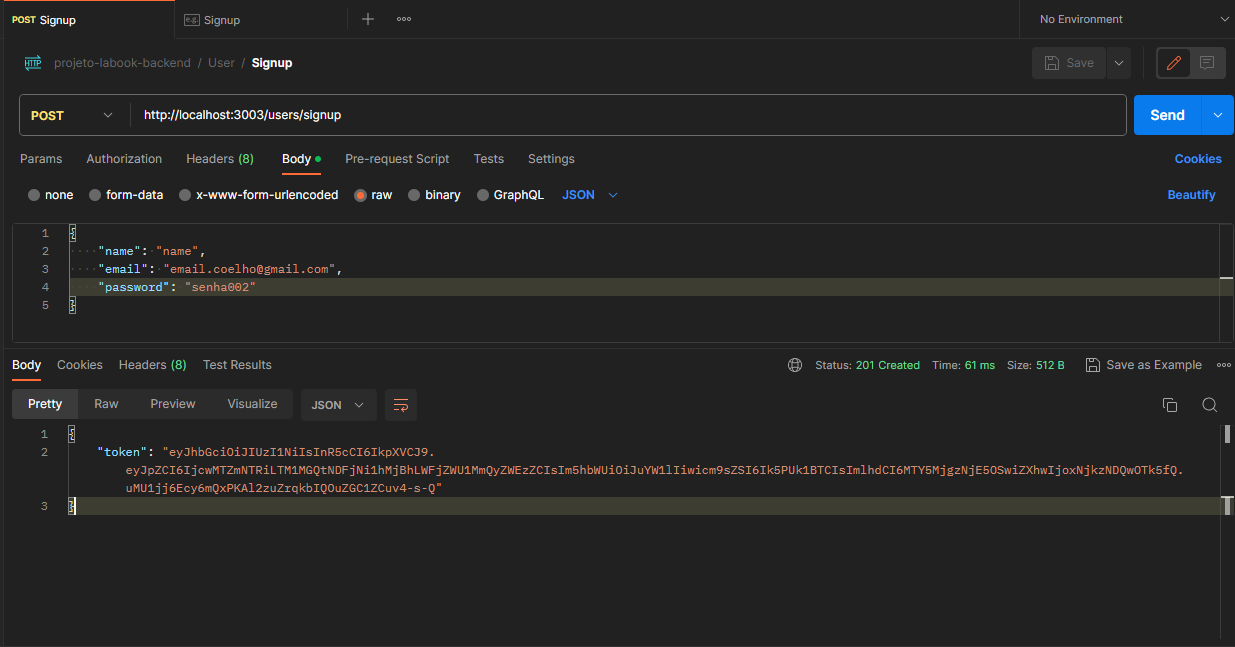 POST Signup
e.g. Signup
No Environment
HTTP projeto-labook-backend / User / Signup
Save
POST http://localhost:3003/users/signup Send
Params Authorization Headers (8) Body Pre-request Script Tests Settings Cookies
none form-data x-www-form-urlencoded raw binary GraphQL JSON Beautify
1 {
2 "name": "name",
3 "email": "email.coelho@gmail.com",
4 "password": "senha002"
5 }
Body Cookies Headers (8) Test Results Status: 201 Created Time: 61 ms Size: 512 B Save as Example
Pretty Raw Preview Visualize JSON
1 {
2 "token": "eyJhbGciOiJIUzI1NiIsInR5cCI6IkpXVCJ9.
eyJpZCI6IjcwMTZmNTRiLTM1MGQtNDFjNi1hMjBhLWFjZWU1MmQyZWEzZCIsIm5hbWUiOiJuYW1lIiwicm9sZSI6Ik5PUk1BTCIsImlhdCI6MTY5MjgzNjE5OSwiZXhwIjoxNjkzNDQwOTk5fQ.
uMU1jj6Ecy6mQxPKAl2zuZrqkbIQOuZGC1ZCuv4-s-Q"
3 }